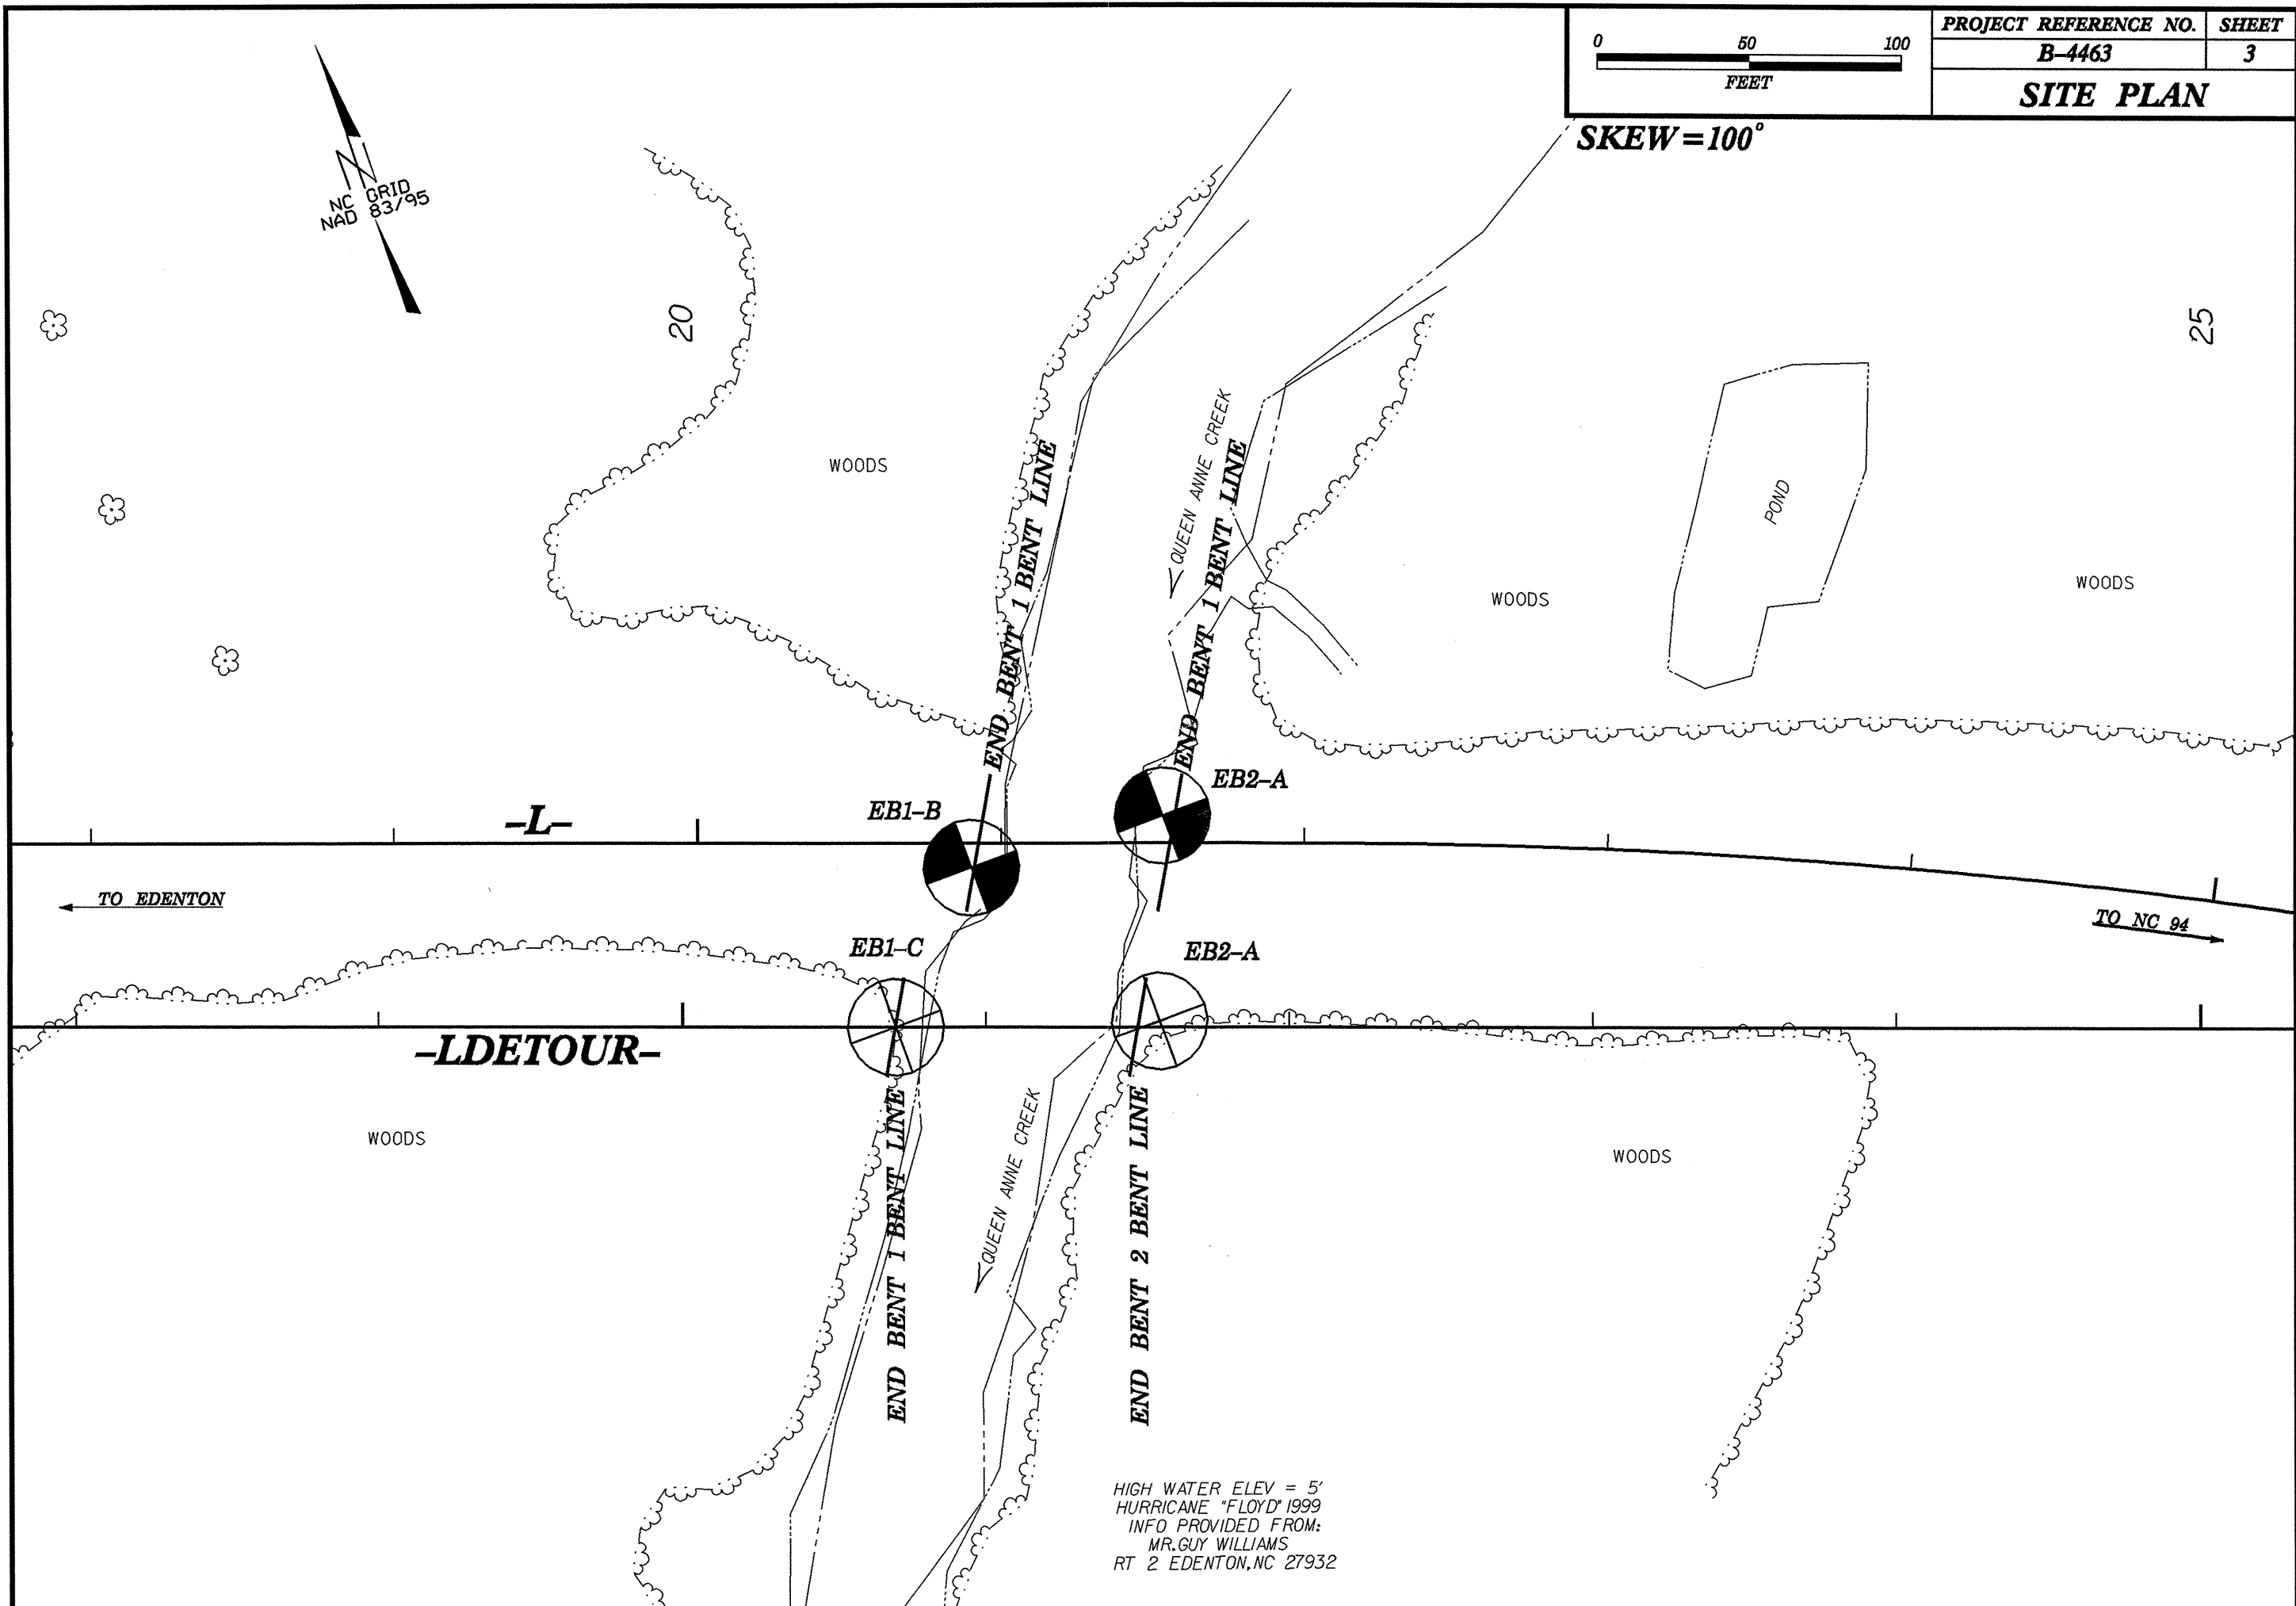 0 50 100
FEET
PROJECT REFERENCE NO. SHEET
B-4463 3
SITE PLAN
SKEW=100°
NC GRID
NAD 83/95
20
25
WOODS
END BENT 1 BENT LINE
QUEEN ANNE CREEK
END BENT 1 BENT LINE
POND
WOODS
WOODS
EB1-B
EB2-A
-L-
TO EDENTON
TO NC 94
EB1-C
EB2-A
-LDETOUR-
WOODS
END BENT 1 BENT LINE
QUEEN ANNE CREEK
END BENT 2 BENT LINE
WOODS
HIGH WATER ELEV = 5'
HURRICANE "FLOYD" 1999
INFO PROVIDED FROM:
MR.GUY WILLIAMS
RT 2 EDENTON,NC 27932